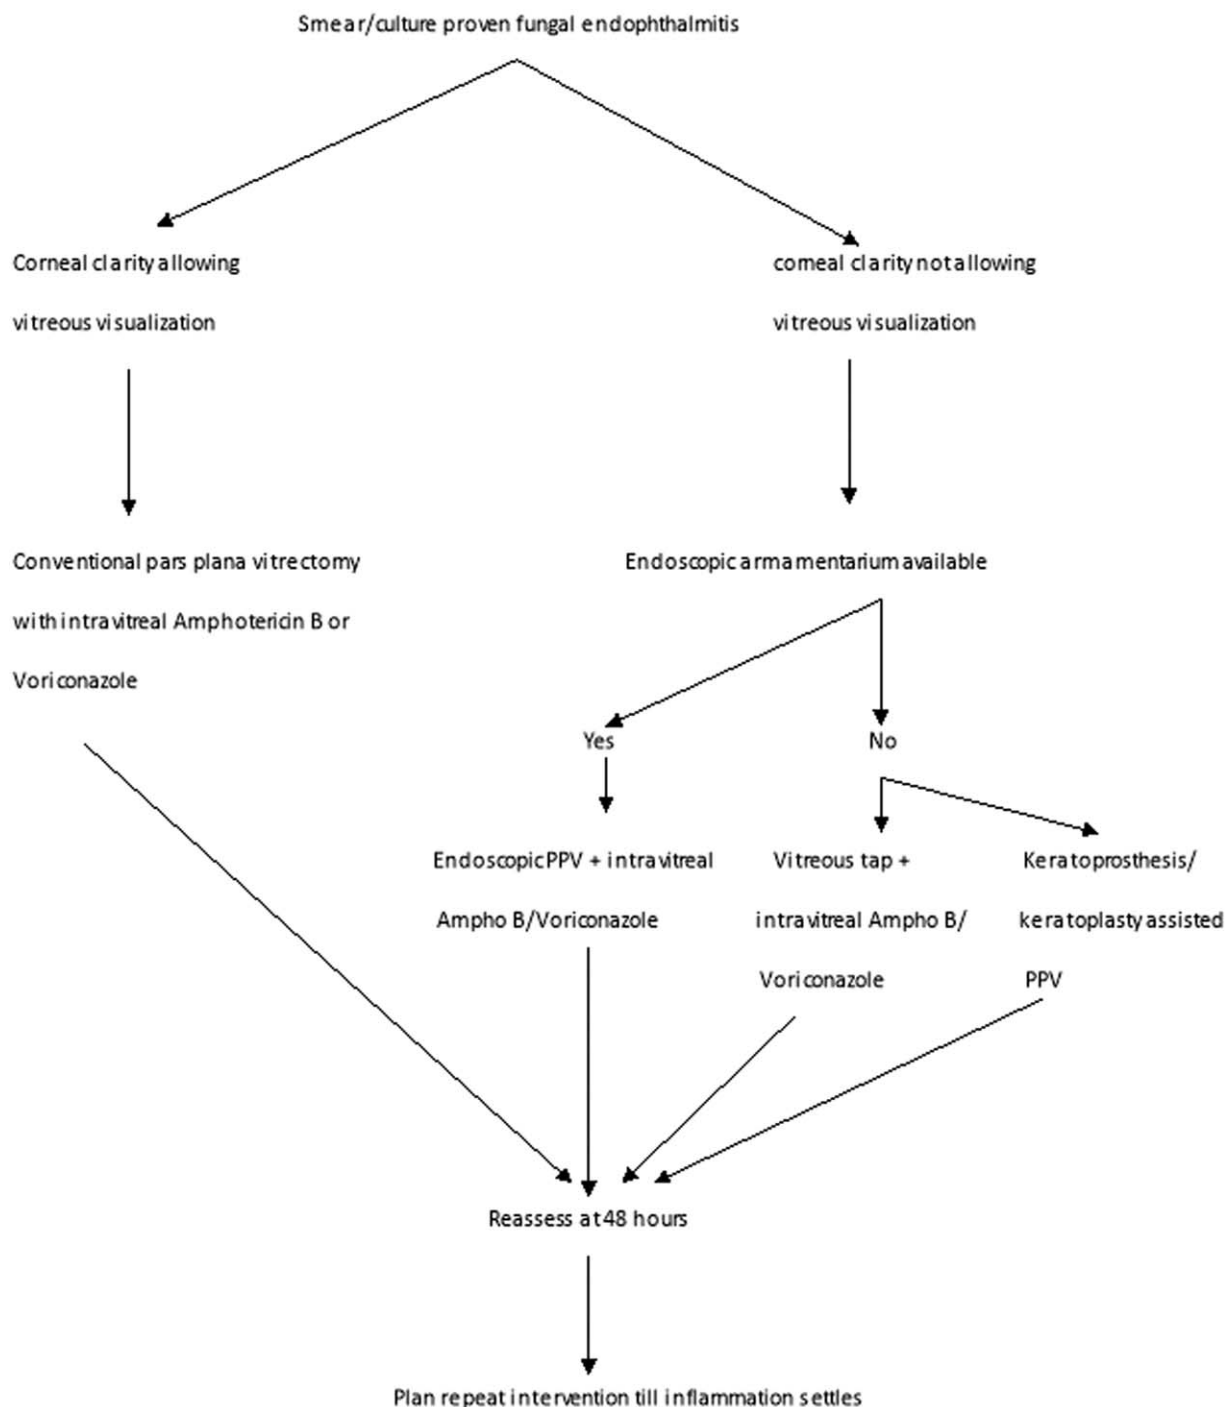 Smear/culture proven fungal endophthalmitis
Corneal clarity allowing
vitreous visualization
corneal clarity not allowing
vitreous visualization
Conventional pars plana vitrectomy
with intravitreal Amphotericin B or
Voriconazole
Endoscopic armamentarium available
Yes
No
Endoscopic PPV + intravitreal
Ampho B/Voriconazole
Vitreous tap +
intravitreal Ampho B/
Voriconazole
Keratoprosthesis/
keratoplasty assisted
PPV
Reassess at 48 hours
Plan repeat intervention till inflammation settles